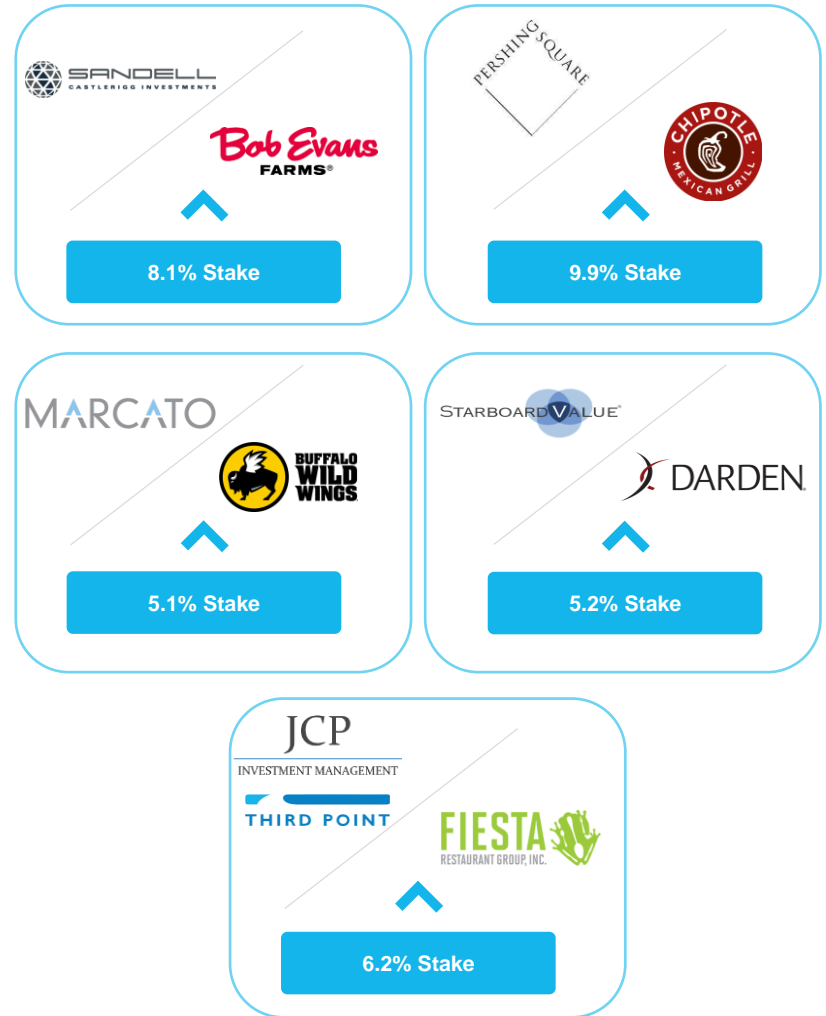 SANDELL
CASTLERIGG INVESTMENTS
Bob Evans
FARMS®
8.1% Stake
PERSHING SQUARE
CHIPOTLE
MEXICAN GRILL
9.9% Stake
MARCATO
BUFFALO
WILD
WINGS
5.1% Stake
STARBOARD VALUE®
DARDEN
5.2% Stake
JCP
INVESTMENT MANAGEMENT
THIRD POINT
FIESTA
RESTAURANT GROUP, INC.
6.2% Stake